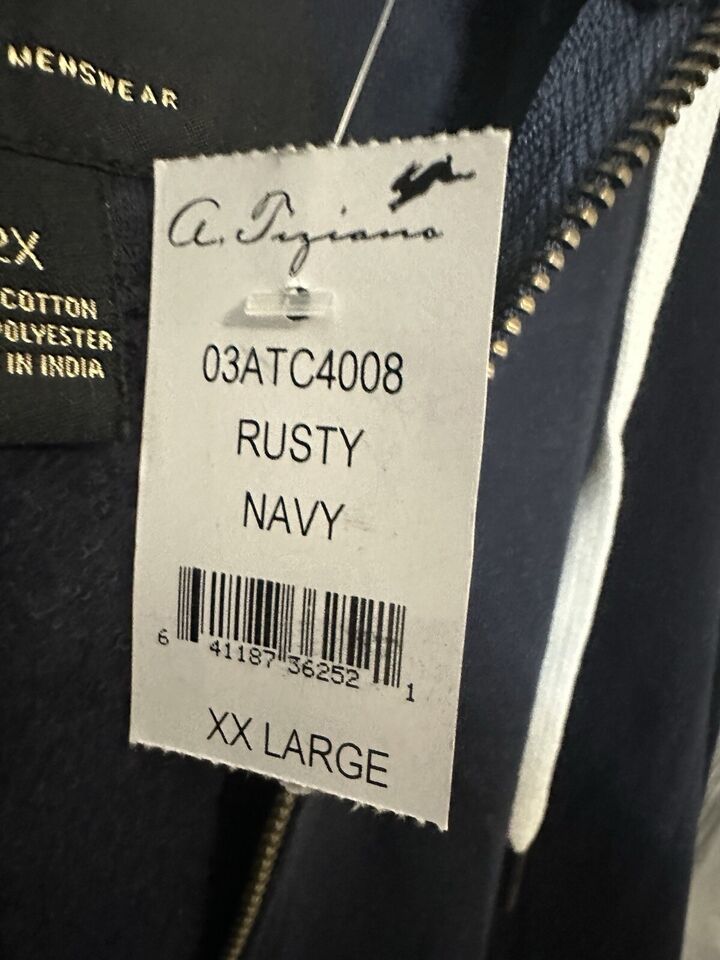 MENSWEAR
2X
COTTON
POLYESTER
IN INDIA
A. Tiziano
03ATC4008
RUSTY
NAVY
6 41187 36252 1
XX LARGE